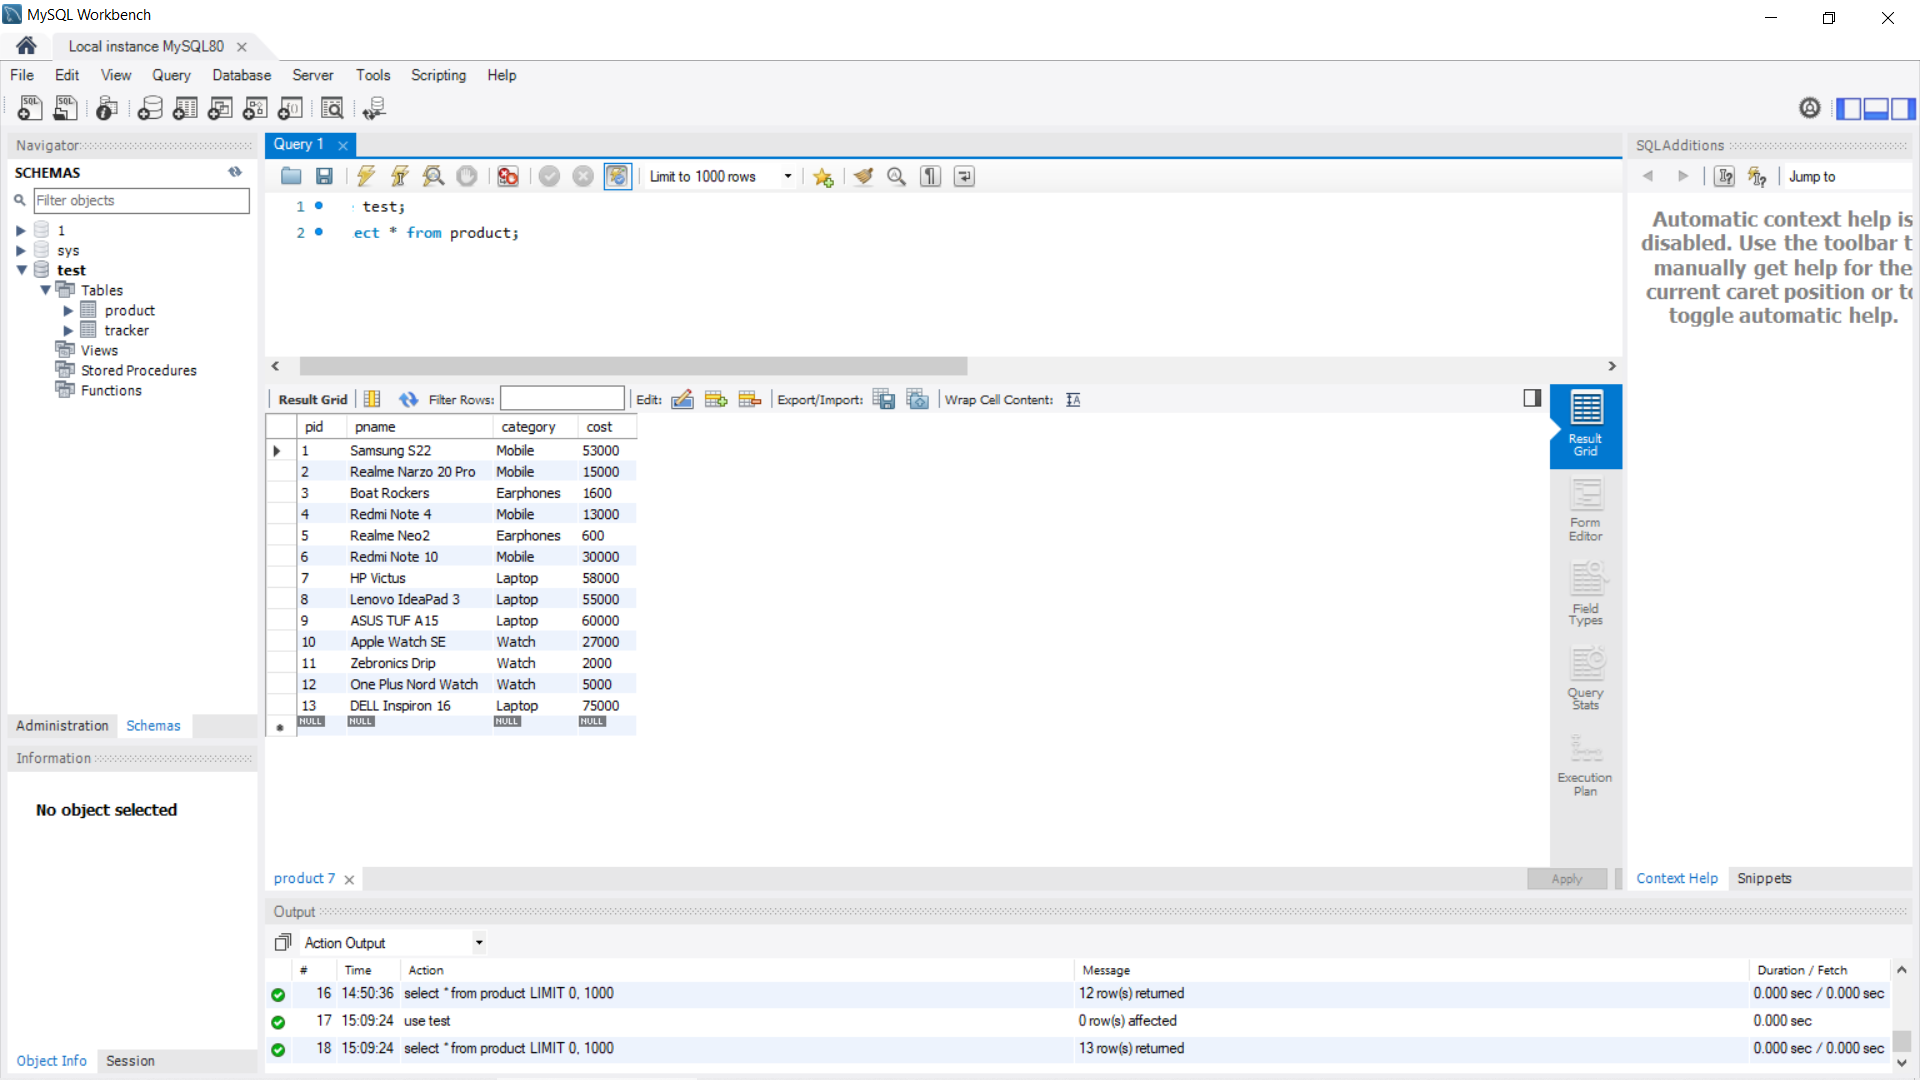 MySQL Workbench
Local instance MySQL80
File Edit View Query Database Server Tools Scripting Help
Navigator
SCHEMAS
Filter objects
1
sys
test
Tables
product
tracker
Views
Stored Procedures
Functions
Administration Schemas
Information
No object selected
Object Info Session
Query 1
Limit to 1000 rows
1 test;
2 ect * from product;
Result Grid Filter Rows: Edit: Export/Import: Wrap Cell Content:
pid pname category cost
1 Samsung S22 Mobile 53000
2 Realme Narzo 20 Pro Mobile 15000
3 Boat Rockers Earphones 1600
4 Redmi Note 4 Mobile 13000
5 Realme Neo2 Earphones 600
6 Redmi Note 10 Mobile 30000
7 HP Victus Laptop 58000
8 Lenovo IdeaPad 3 Laptop 55000
9 ASUS TUF A15 Laptop 60000
10 Apple Watch SE Watch 27000
11 Zebronics Drip Watch 2000
12 One Plus Nord Watch Watch 5000
13 DELL Inspiron 16 Laptop 75000
NULL NULL NULL NULL
Result
Grid
Form
Editor
Field
Types
Query
Stats
Execution
Plan
product 7
Apply
SQLAdditions
Jump to
Automatic context help is
disabled. Use the toolbar t
manually get help for the
current caret position or to
toggle automatic help.
Context Help Snippets
Output
Action Output
# Time Action Message Duration / Fetch
16 14:50:36 select * from product LIMIT 0, 1000 12 row(s) returned 0.000 sec / 0.000 sec
17 15:09:24 use test 0 row(s) affected 0.000 sec
18 15:09:24 select * from product LIMIT 0, 1000 13 row(s) returned 0.000 sec / 0.000 sec